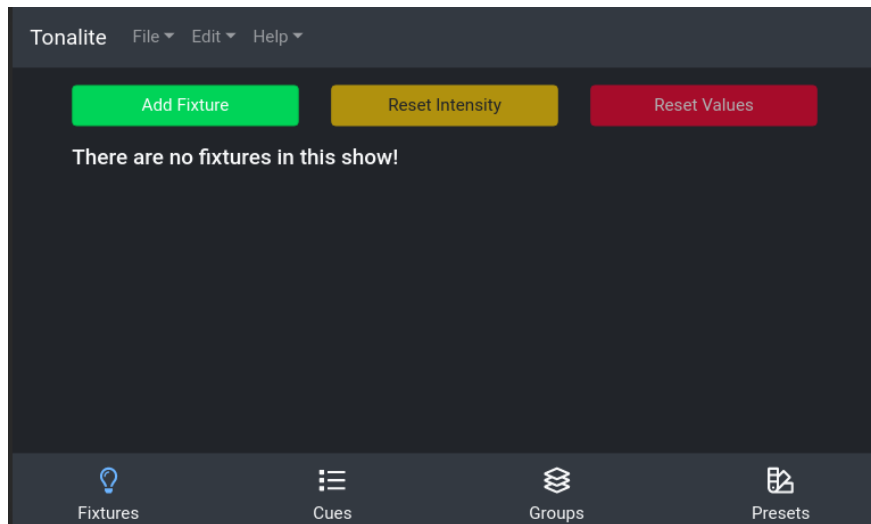 Tonalite File Edit Help
Add Fixture Reset Intensity Reset Values
There are no fixtures in this show!
Fixtures Cues Groups Presets